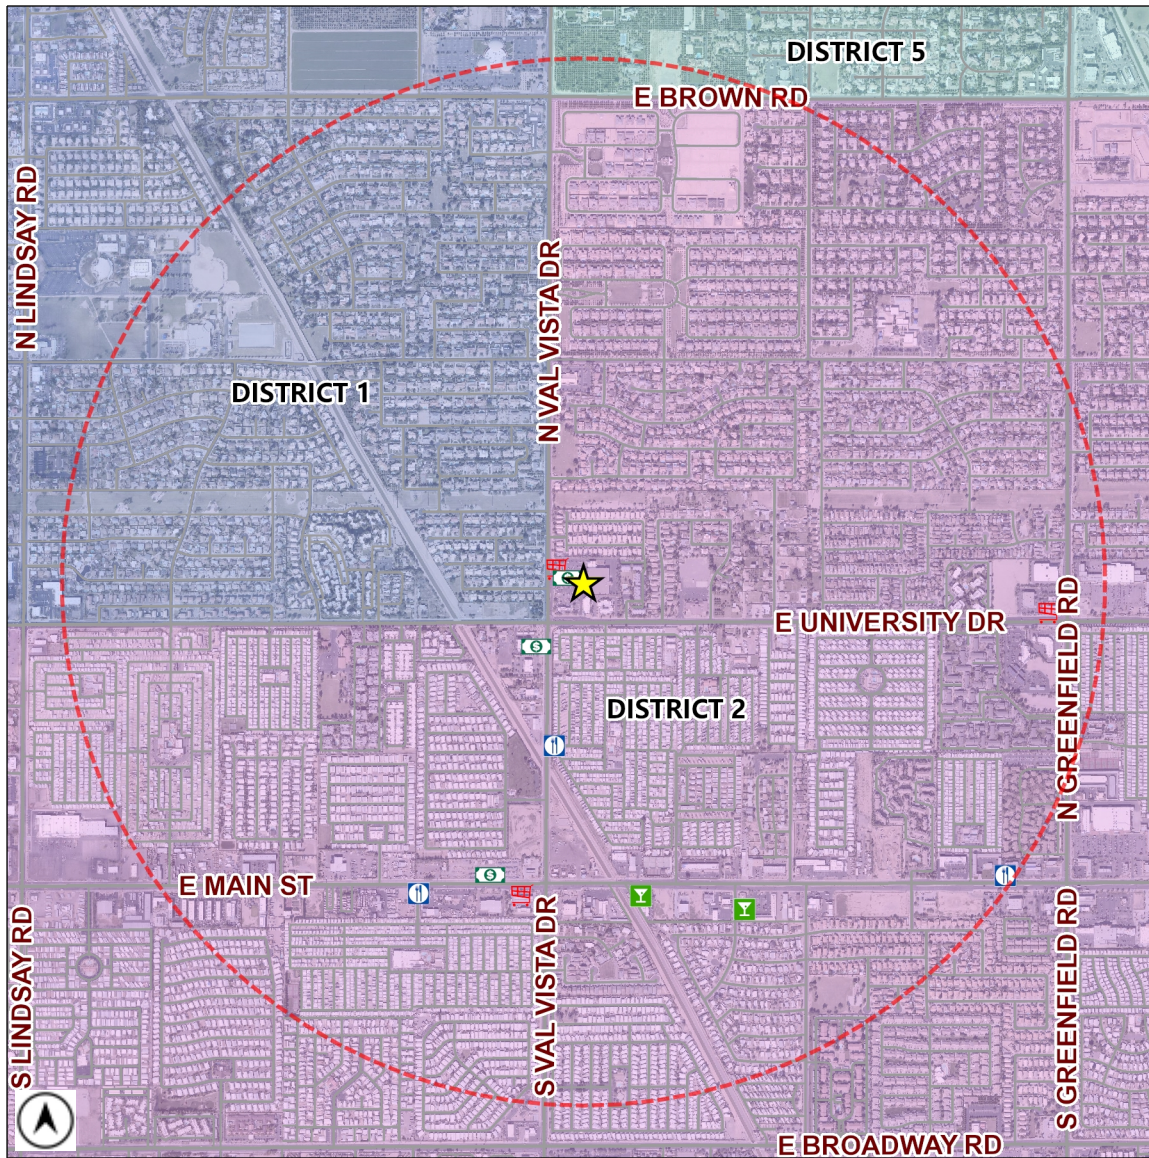 DISTRICT 5
E BROWN RD
N LINDSAY RD
N VAL VISTA DR
DISTRICT 1
E UNIVERSITY DR
N GREENFIELD RD
DISTRICT 2
E MAIN ST
S LINDSAY RD
S VAL VISTA DR
S GREENFIELD RD
E BROADWAY RD